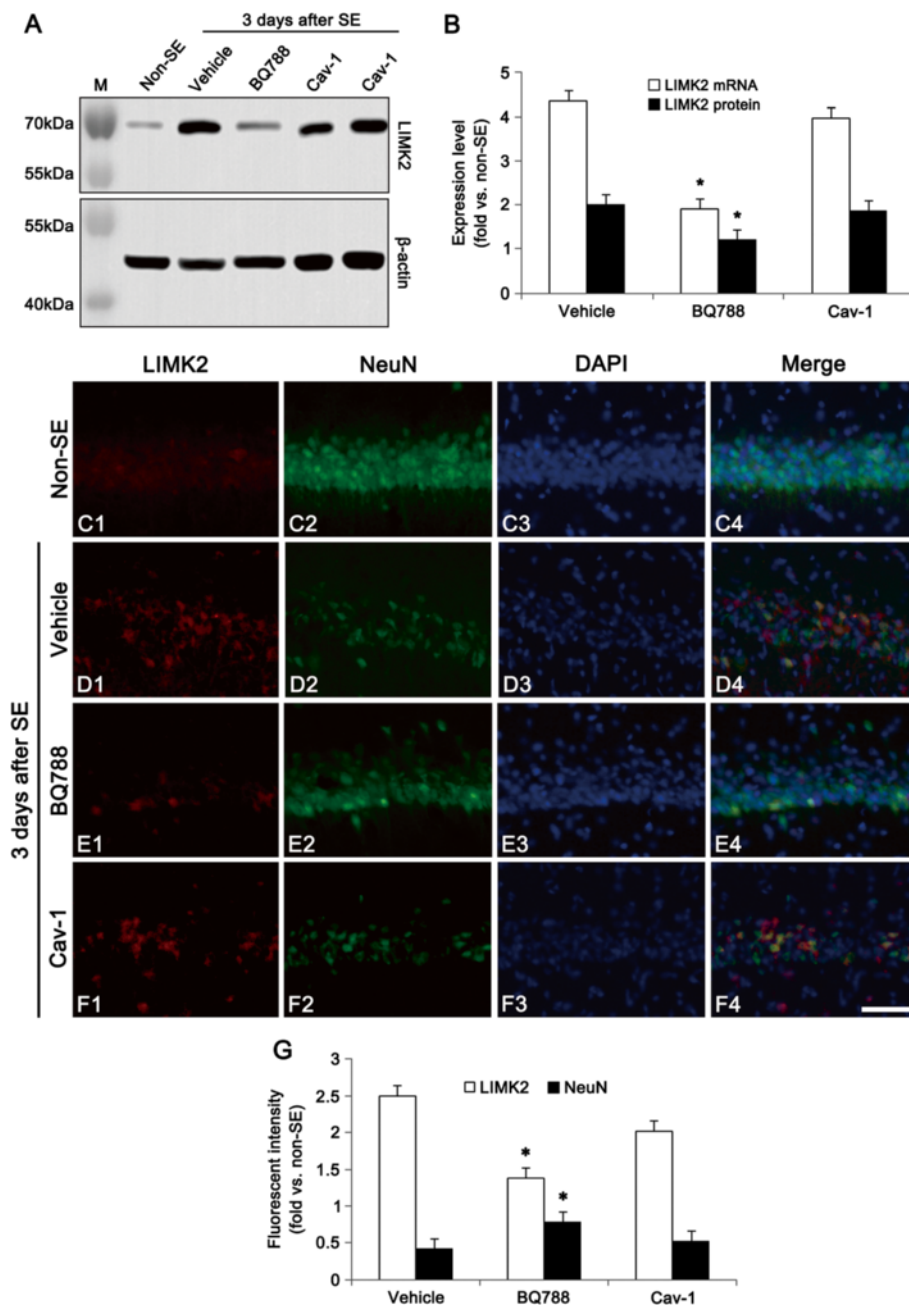 A
3 days after SE
M
Non-SE
Vehicle
BQ788
Cav-1
Cav-1
70kDa
55kDa
LIMK2
55kDa
40kDa
β-actin
B
LIMK2 mRNA
LIMK2 protein
Expression level
(fold vs. non-SE)
5
4
3
2
1
0
*
*
Vehicle
BQ788
Cav-1
LIMK2
NeuN
DAPI
Merge
Non-SE
C1
C2
C3
C4
3 days after SE
Vehicle
D1
D2
D3
D4
BQ788
E1
E2
E3
E4
Cav-1
F1
F2
F3
F4
G
LIMK2
NeuN
Fluorescent intensity
(fold vs. non-SE)
3
2.5
2
1.5
1
0.5
0
*
*
Vehicle
BQ788
Cav-1